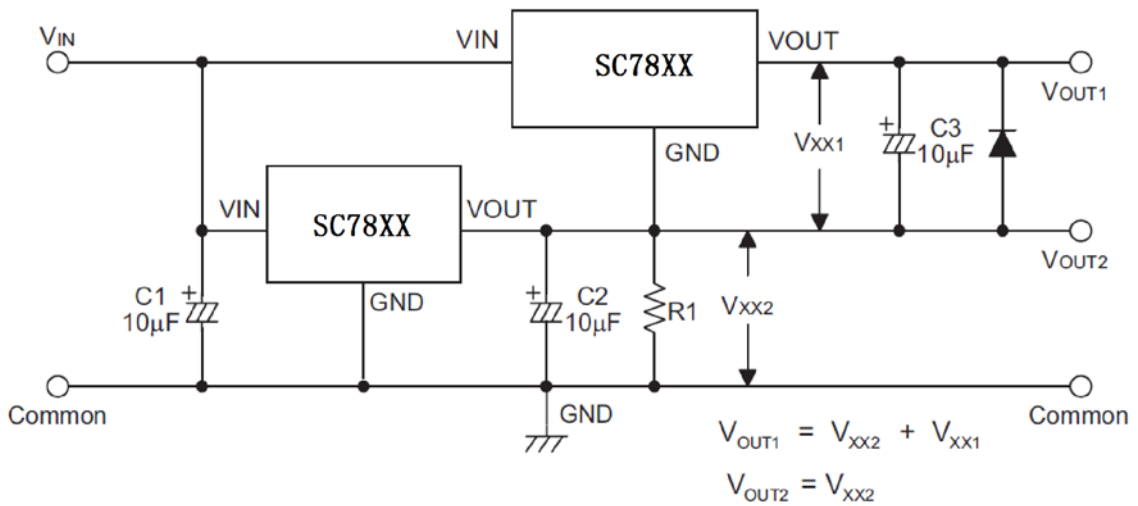 VIN
VIN
SC78XX
VOUT
VOUT1
GND
VXX1
+
C3
10μF
VIN
SC78XX
VOUT
VOUT2
GND
C1
+
10μF
+
C2
10μF
R1
VXX2
Common
GND
Common
VOUT1 = VXX2 + VXX1
VOUT2 = VXX2